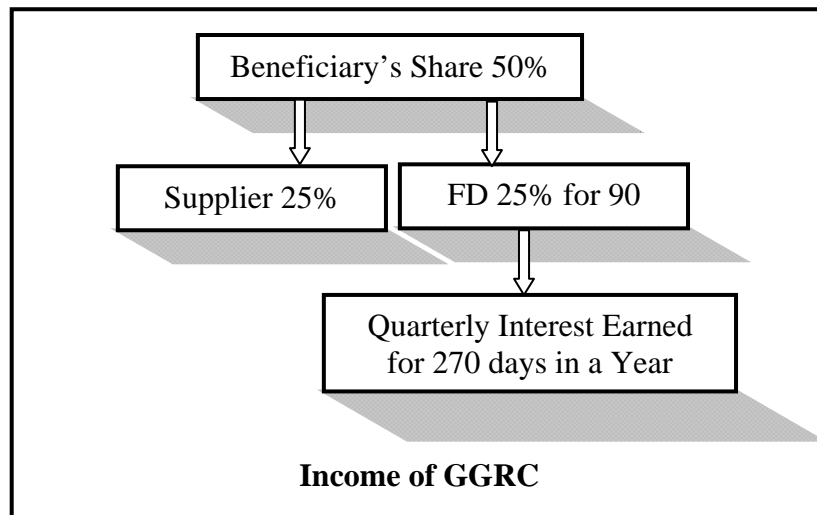 Beneficiary’s Share 50%
Supplier 25%
FD 25% for 90
Quarterly Interest Earned
for 270 days in a Year
Income of GGRC